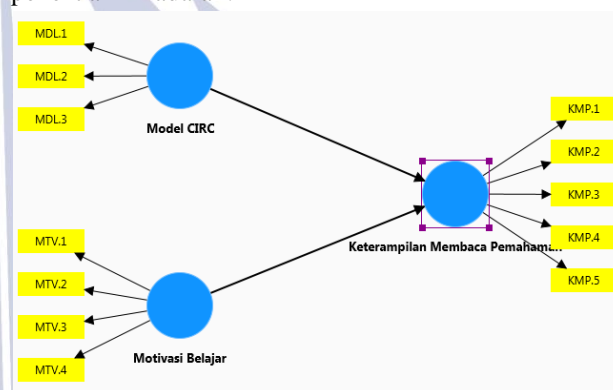 MDL.1
MDL.2
MDL.3
Model CIRC
KMP.1
KMP.2
KMP.3
KMP.4
KMP.5
Keterampilan Membaca Pemahaman
MTV.1
MTV.2
MTV.3
MTV.4
Motivasi Belajar